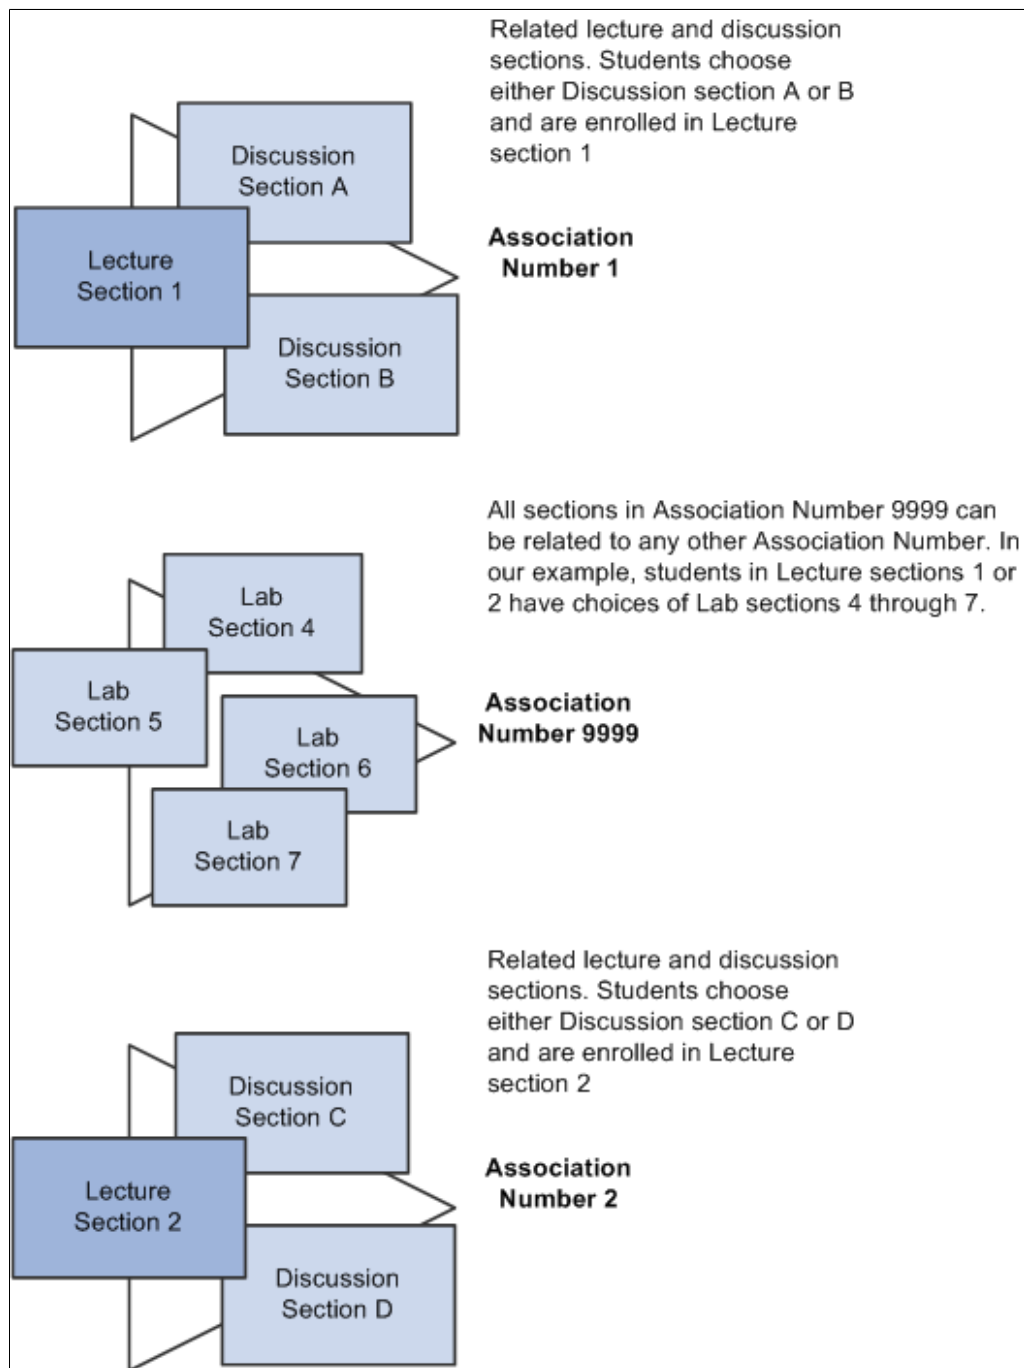 Related lecture and discussion
sections. Students choose
either Discussion section A or B
and are enrolled in Lecture
section 1
Discussion
Section A
Lecture
Section 1
Association
Number 1
Discussion
Section B
All sections in Association Number 9999 can
be related to any other Association Number. In
our example, students in Lecture sections 1 or
2 have choices of Lab sections 4 through 7.
Lab
Section 4
Lab
Section 5
Association
Number 9999
Lab
Section 6
Lab
Section 7
Related lecture and discussion
sections. Students choose
either Discussion section C or D
and are enrolled in Lecture
section 2
Discussion
Section C
Lecture
Section 2
Association
Number 2
Discussion
Section D